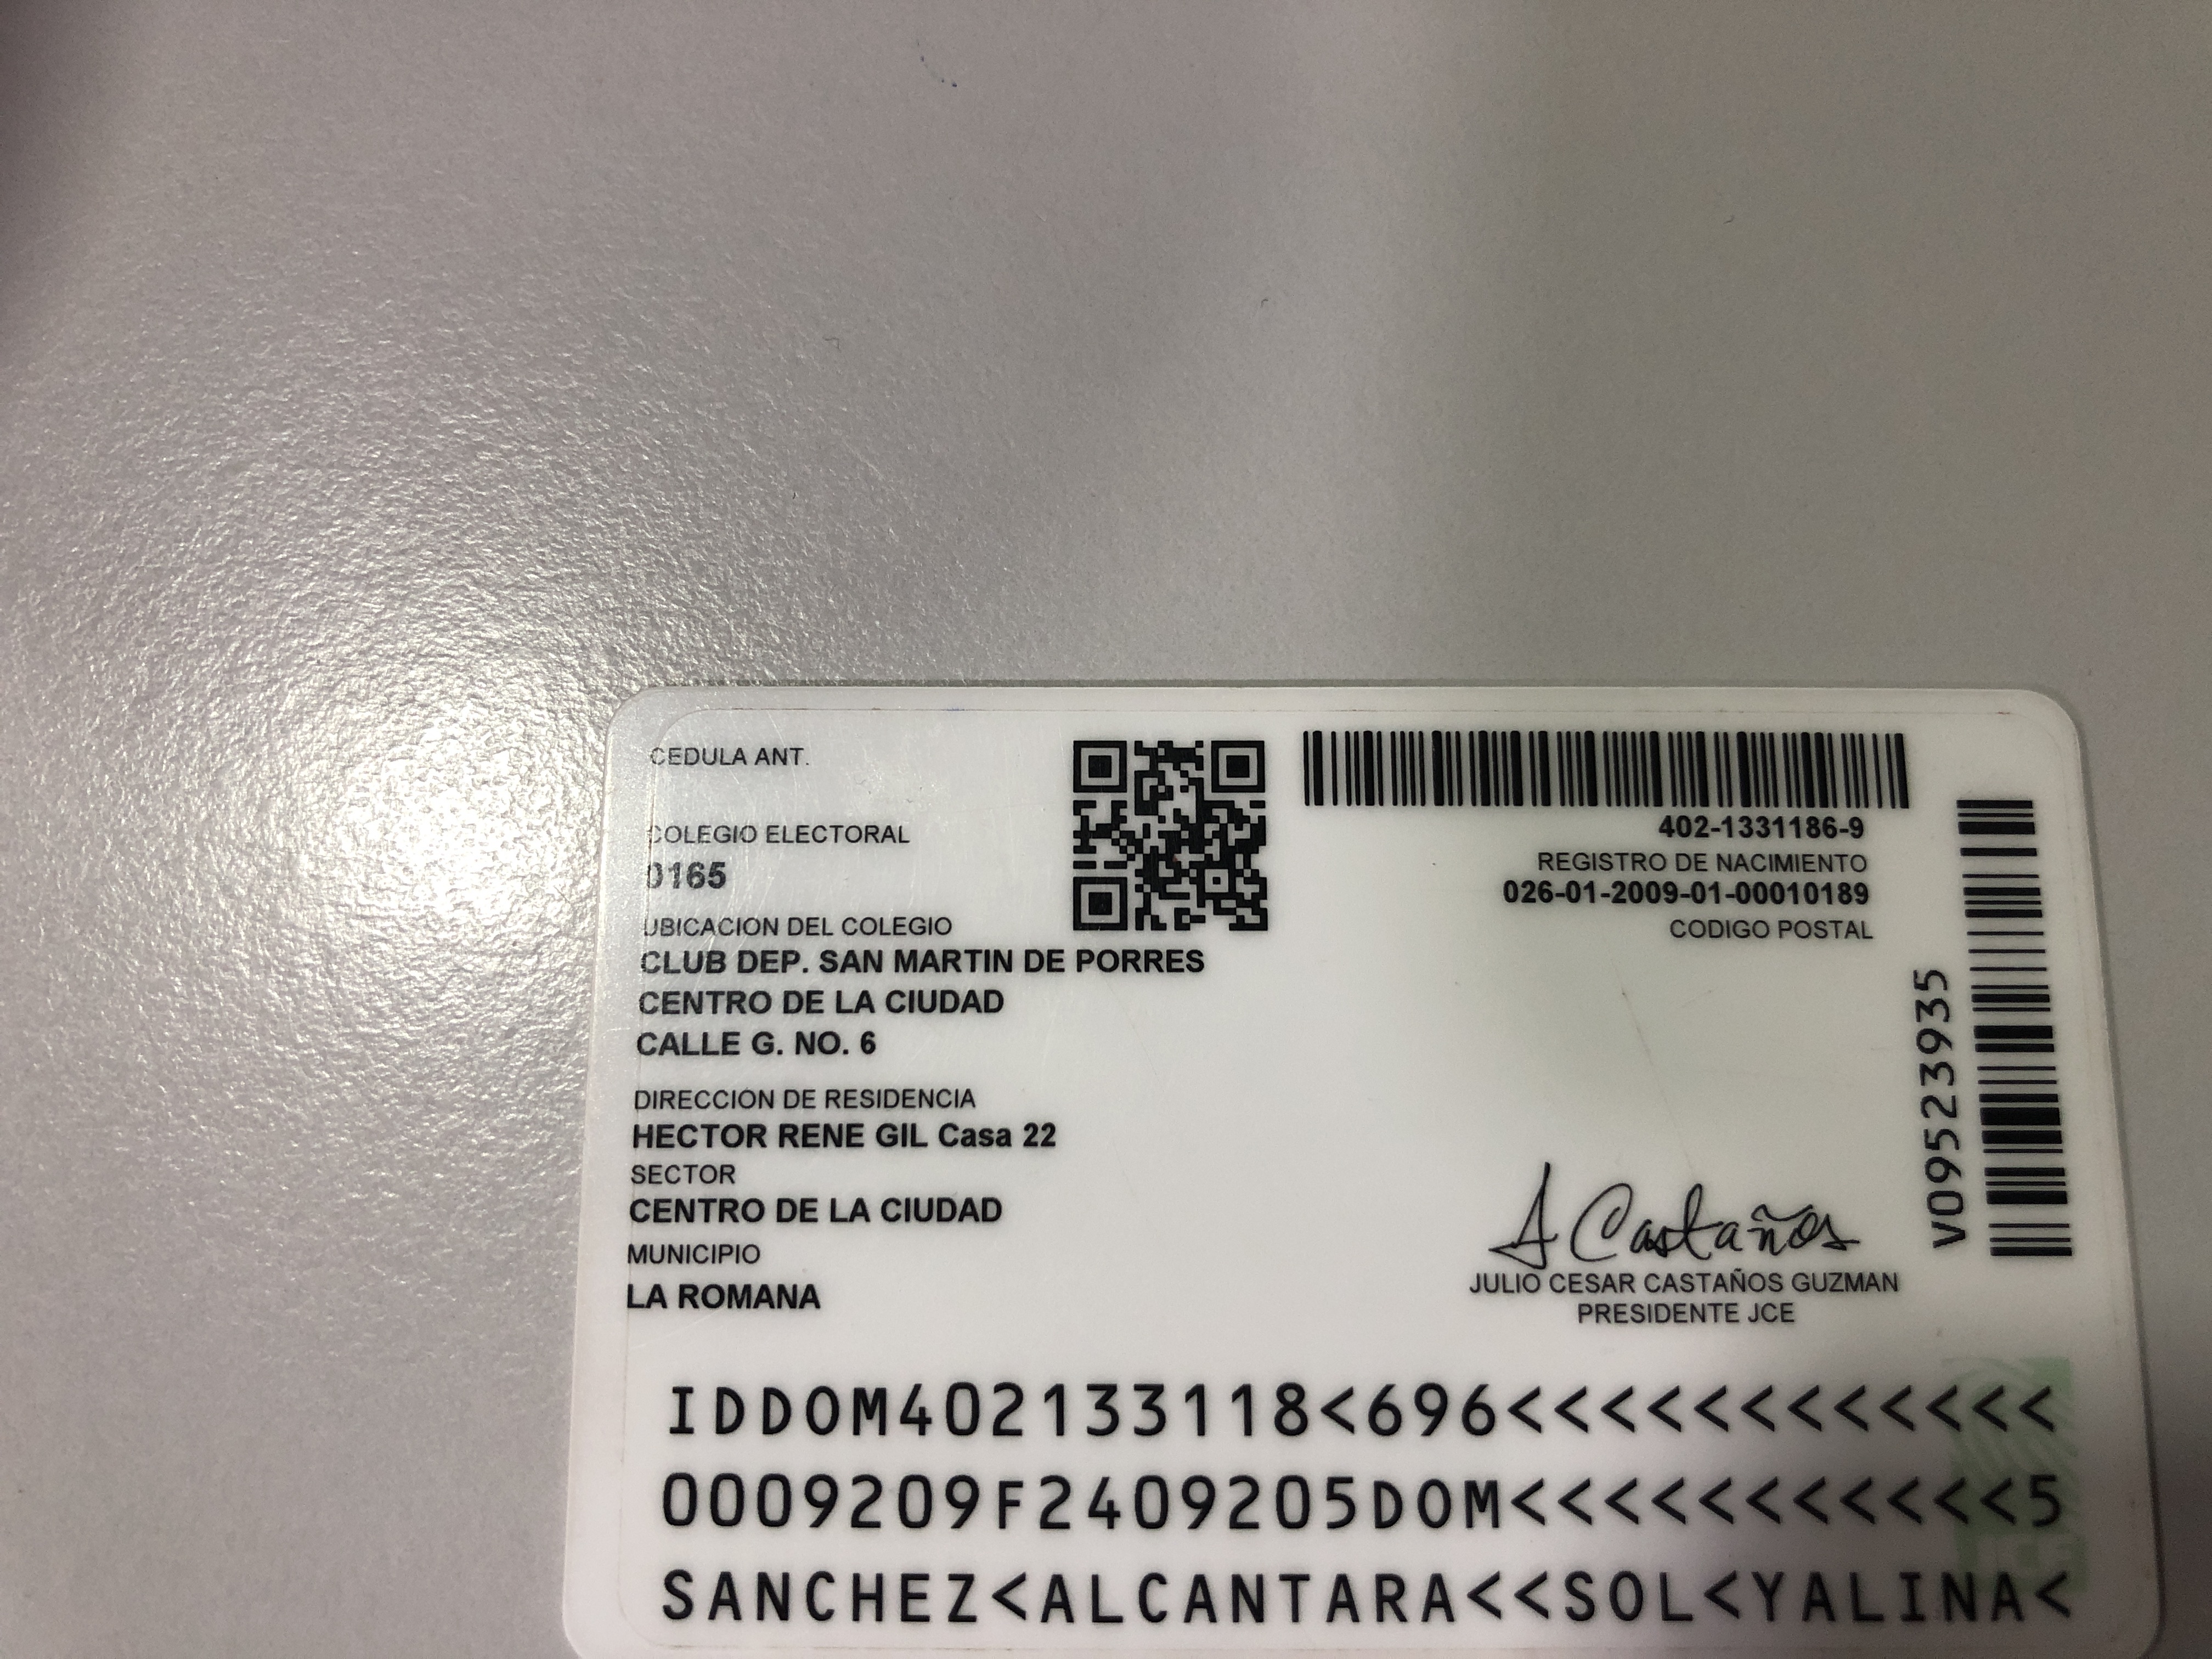 CEDULA ANT.
COLEGIO ELECTORAL
0165
UBICACION DEL COLEGIO
CLUB DEP. SAN MARTIN DE PORRES
CENTRO DE LA CIUDAD
CALLE G. NO. 6
DIRECCION DE RESIDENCIA
HECTOR RENE GIL Casa 22
SECTOR
CENTRO DE LA CIUDAD
MUNICIPIO
LA ROMANA
402-1331186-9
REGISTRO DE NACIMIENTO
026-01-2009-01-00010189
CODIGO POSTAL
V09523935
J Castaños
JULIO CESAR CASTAÑOS GUZMAN
PRESIDENTE JCE
IDDOM402133118<696<<<<<<<<<<<<
0009209F2409205DOM<<<<<<<<<<<5
SANCHEZ<ALCANTARA<<SOL<YALINA<